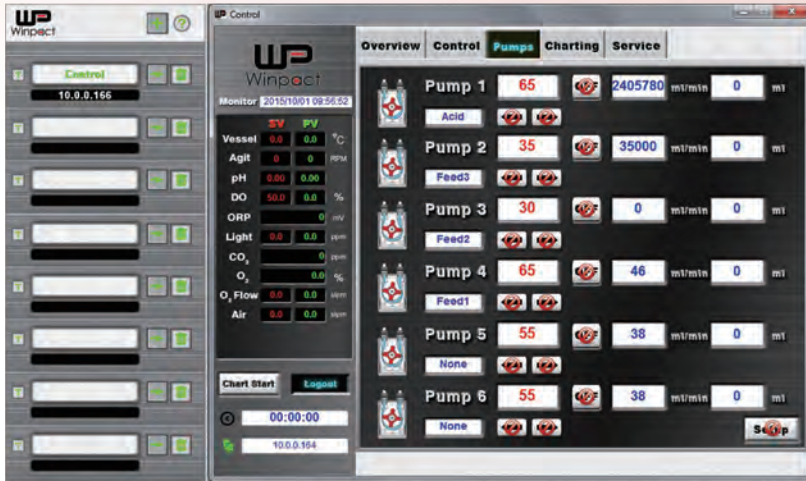 WP
Winpact
?
Control
10.0.0.166
WP Control
WP
Winpact
Monitor 2015/10/01 09:56:52
SV PV
Vessel 0.0 0.0 °C
Agit 0 0 RPM
pH 0.00 0.00
DO 50.0 0.0 %
ORP 0 mV
Light 0.0 0.0 ppm
CO₂ 0 ppm
O₂ 0.0 %
O₂ Flow 0.0 0.0
Air 0.0 0.0
Chart Start Logout
00:00:00
10.0.0.164
Overview Control Pumps Charting Service
Pump 1 65 2405780 ml/min 0 ml
Acid
Pump 2 35 35000 ml/min 0 ml
Feed3
Pump 3 30 0 ml/min 0 ml
Feed2
Pump 4 65 46 ml/min 0 ml
Feed1
Pump 5 55 38 ml/min 0 ml
None
Pump 6 55 38 ml/min 0 ml
None
Setup